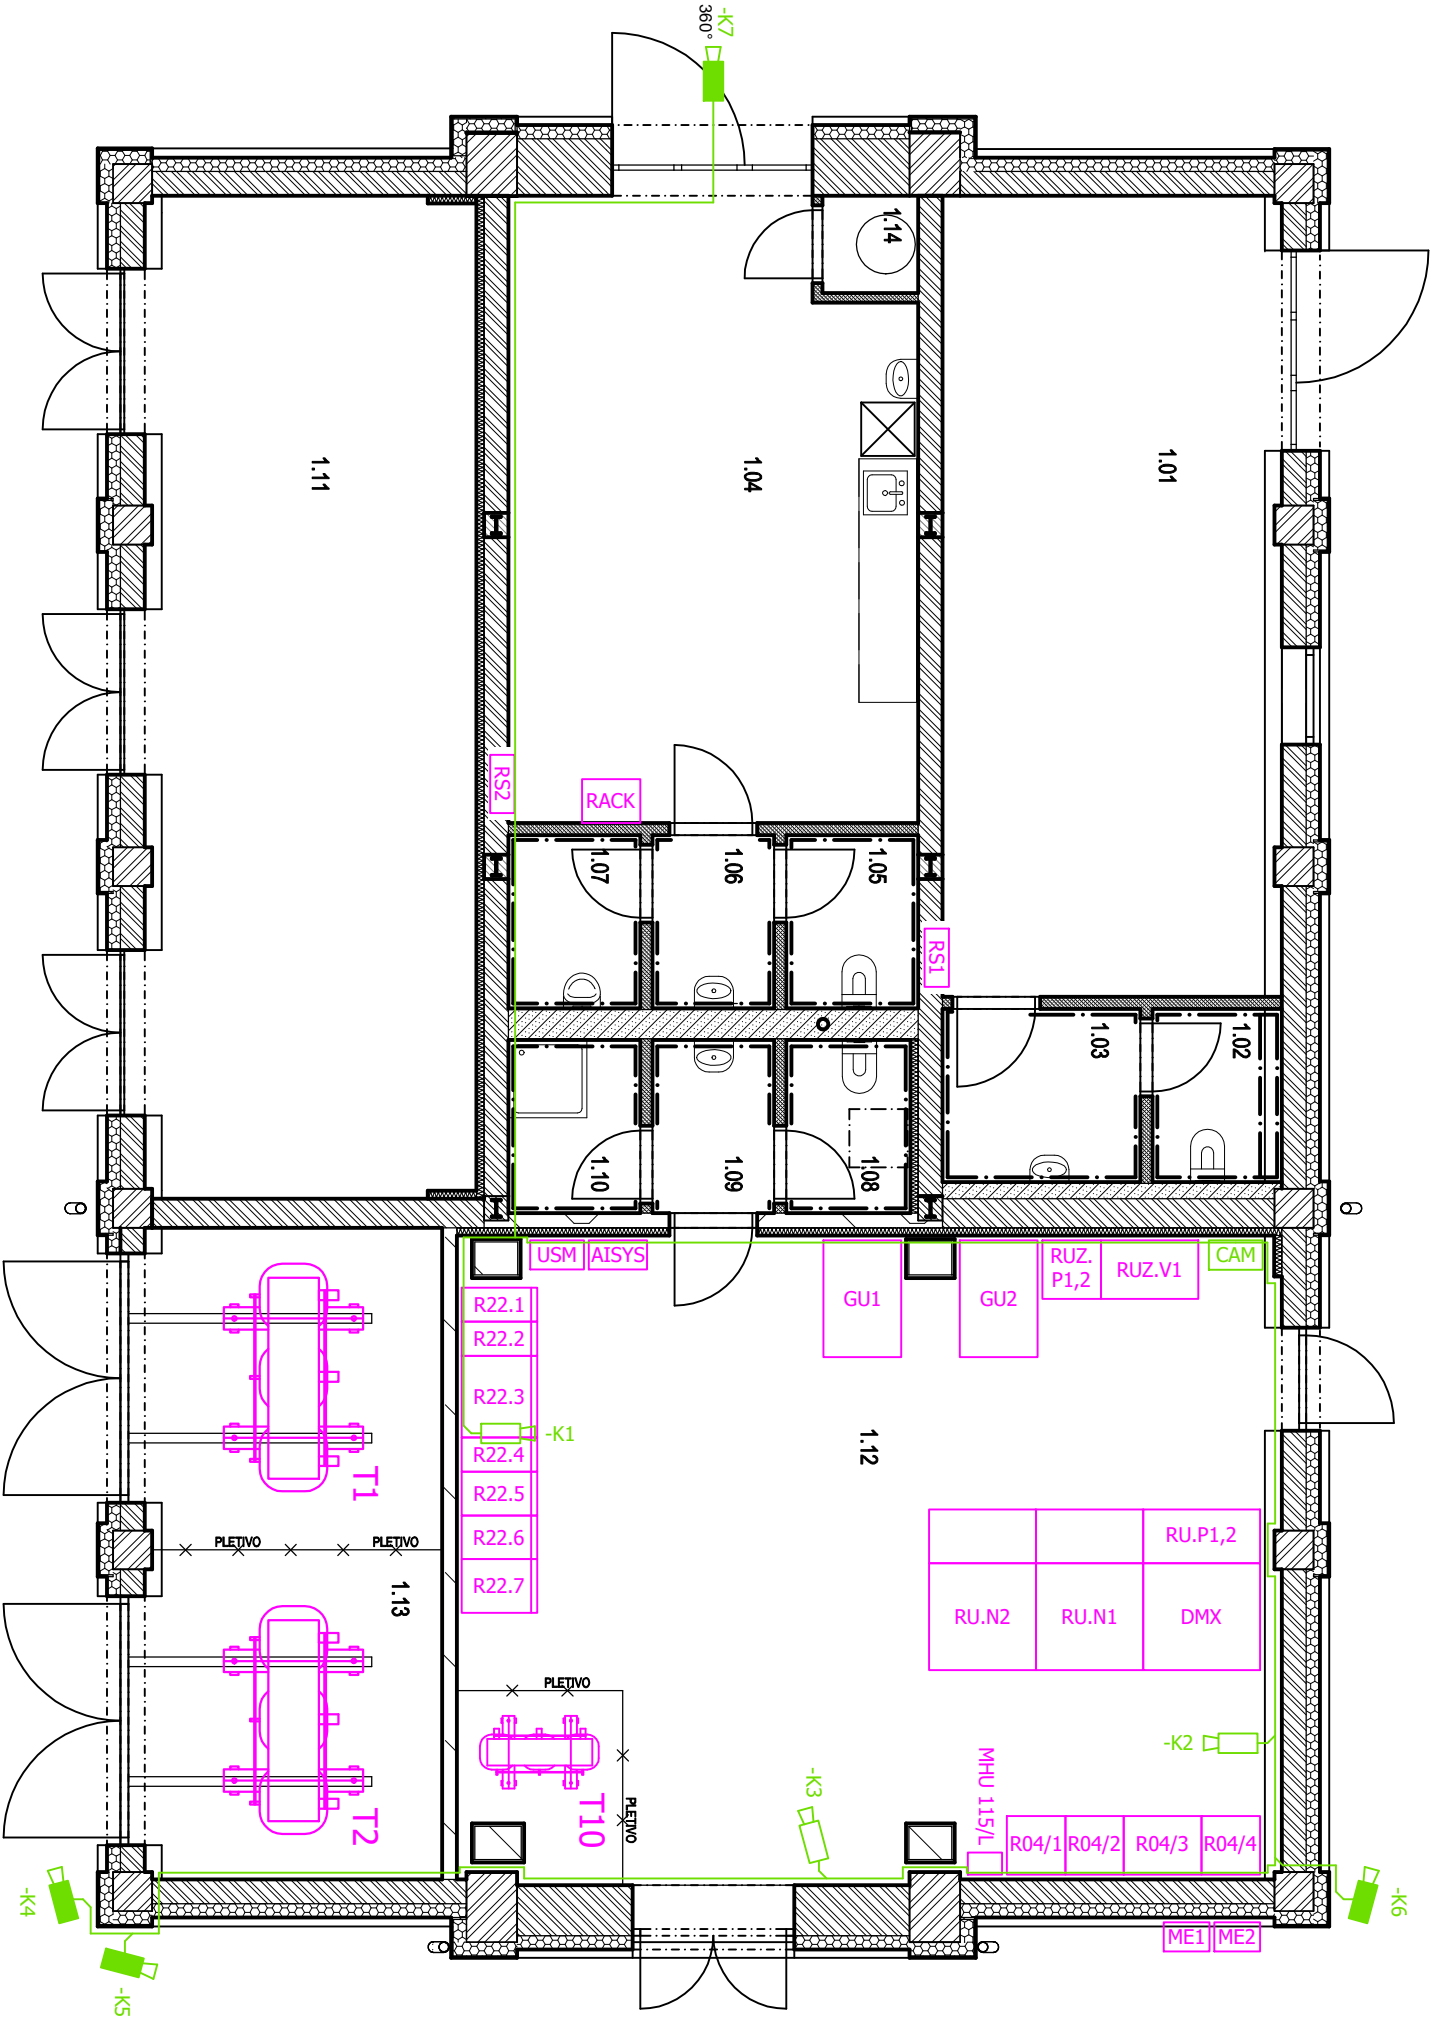 -K7
360°
1.14
1.11
1.04
1.01
RS2
RACK
1.07
1.06
1.05
RS1
1.03
1.02
1.10
1.09
1.08
USM
AISYS
GU1
GU2
RUZ.
P1,2
RUZ.V1
CAM
R22.1
R22.2
R22.3
-K1
R22.4
R22.5
R22.6
R22.7
1.12
T1
PLETIVO
PLETIVO
1.13
RU.P1,2
RU.N2
RU.N1
DMX
PLETIVO
T2
T10
PLETIVO
-K3
-K2
MHU 115/L
R04/1
R04/2
R04/3
R04/4
-K4
-K5
-K6
ME1
ME2